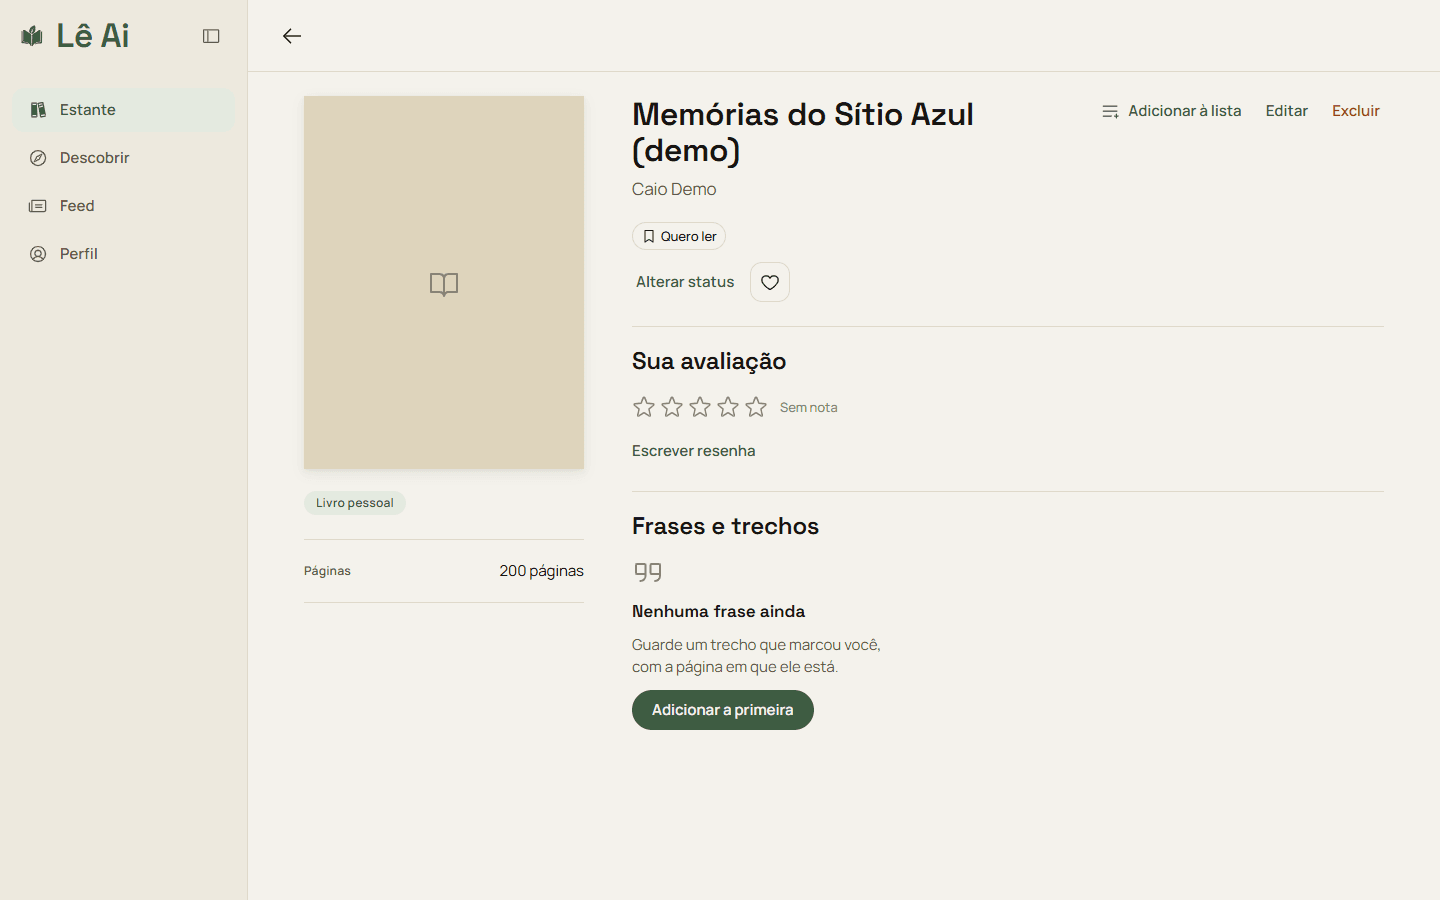 Lê Ai
Estante
Descobrir
Feed
Perfil
Memórias do Sítio Azul
(demo)
Caio Demo
Adicionar à lista
Editar
Excluir
Quero ler
Alterar status
Sua avaliação
Sem nota
Escrever resenha
Livro pessoal
Páginas
200 páginas
Frases e trechos
Nenhuma frase ainda
Guarde um trecho que marcou você,
com a página em que ele está.
Adicionar a primeira